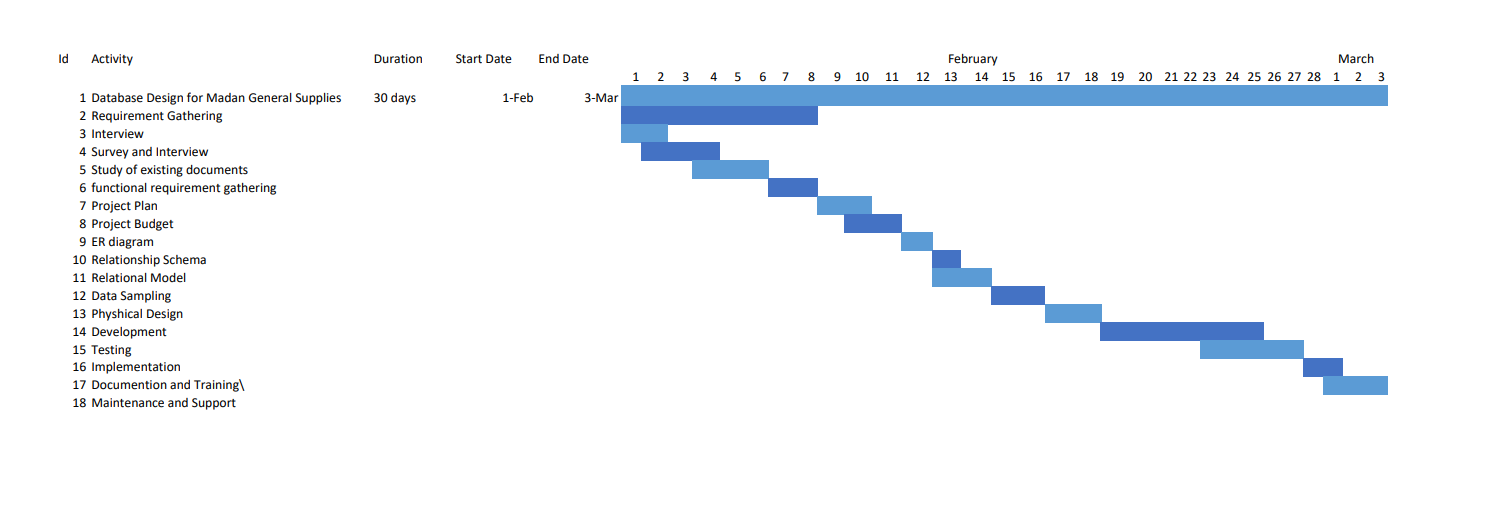 Id Activity Duration Start Date End Date February March
1 2 3 4 5 6 7 8 9 10 11 12 13 14 15 16 17 18 19 20 21 22 23 24 25 26 27 28 1 2 3
1 Database Design for Madan General Supplies 30 days 1-Feb 3-Mar
2 Requirement Gathering
3 Interview
4 Survey and Interview
5 Study of existing documents
6 functional requirement gathering
7 Project Plan
8 Project Budget
9 ER diagram
10 Relationship Schema
11 Relational Model
12 Data Sampling
13 Physhical Design
14 Development
15 Testing
16 Implementation
17 Documention and Training\
18 Maintenance and Support